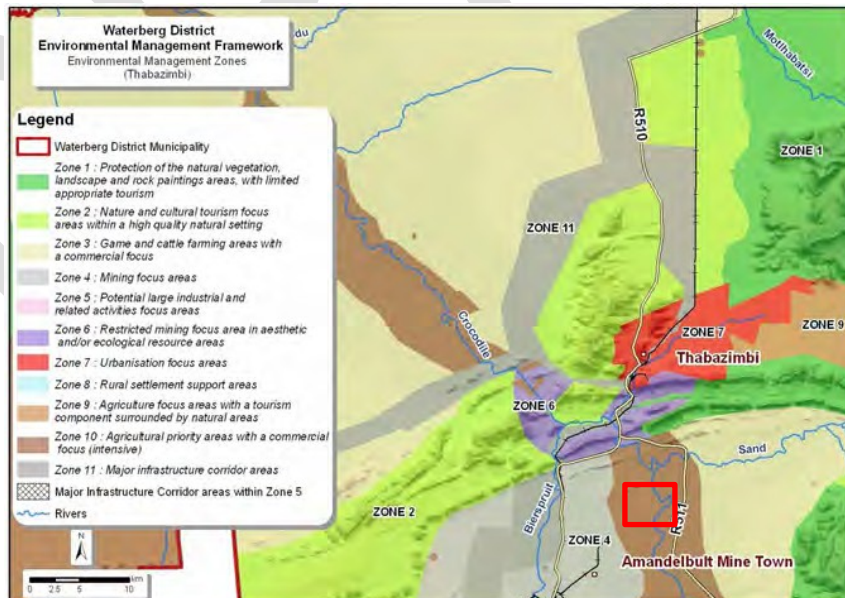 Waterberg District
Environmental Management Framework
Environmental Management Zones
(Thabazimbi)
Legend
Waterberg District Municipality
Zone 1 : Protection of the natural vegetation,
landscape and rock paintings areas, with limited
appropriate tourism
Zone 2 : Nature and cultural tourism focus
areas within a high quality natural setting
Zone 3 : Game and cattle farming areas with
a commercial focus
Zone 4 : Mining focus areas
Zone 5 : Potential large industrial and
related activities focus areas
Zone 6 : Restricted mining focus area in aesthetic
and/or ecological resource areas
Zone 7 : Urbanisation focus areas
Zone 8 : Rural settlement support areas
Zone 9 : Agriculture focus areas with a tourism
component surrounded by natural areas
Zone 10 : Agricultural priority areas with a commercial
focus (intensive)
Zone 11 : Major infrastructure corridor areas
Major Infrastructure Corridor areas within Zone 5
Rivers
N
km
0 2.5 5 10
du
Motlhabatsi
R510
ZONE 1
ZONE 11
Crocodile
ZONE 7
ZONE 9
Thabazimbi
ZONE 6
Sand
ZONE 2
Bierspruit
R511
ZONE 4
Amandelbult Mine Town